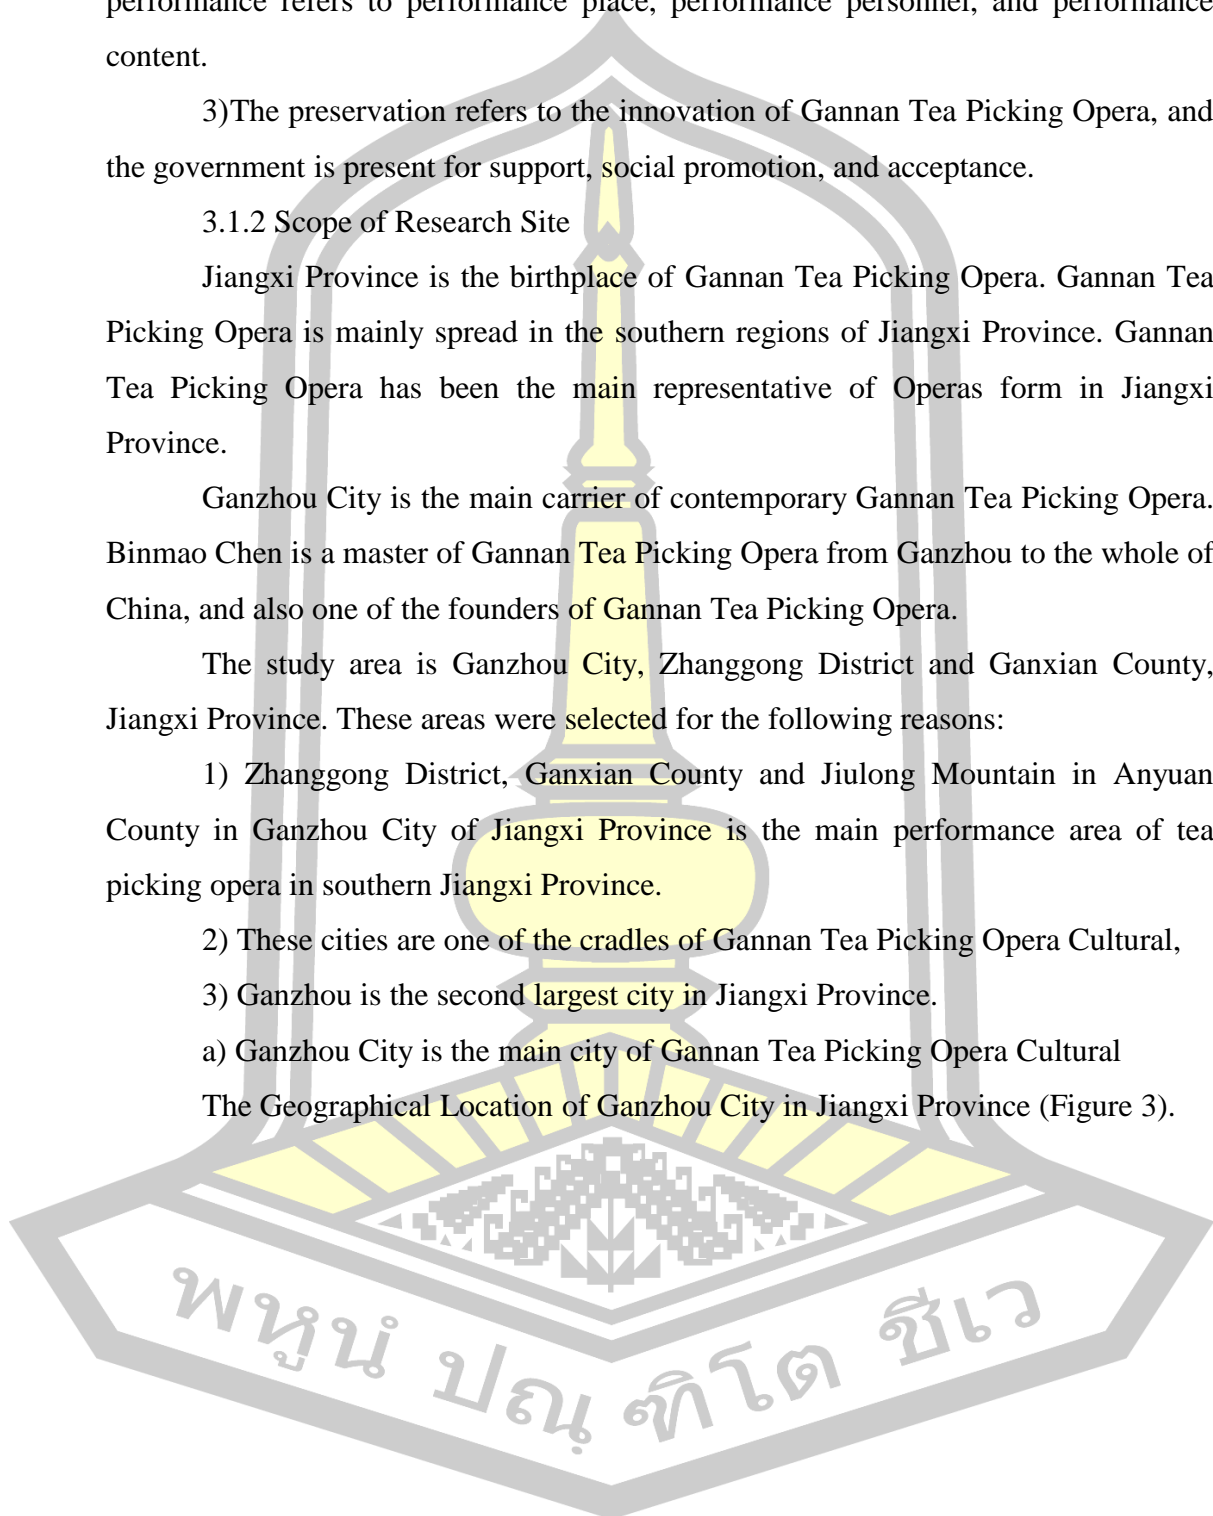 performance refers to performance place, performance personnel, and performance
content.
3)The preservation refers to the innovation of Gannan Tea Picking Opera, and
the government is present for support, social promotion, and acceptance.
3.1.2 Scope of Research Site
Jiangxi Province is the birthplace of Gannan Tea Picking Opera. Gannan Tea
Picking Opera is mainly spread in the southern regions of Jiangxi Province. Gannan
Tea Picking Opera has been the main representative of Operas form in Jiangxi
Province.
Ganzhou City is the main carrier of contemporary Gannan Tea Picking Opera.
Binmao Chen is a master of Gannan Tea Picking Opera from Ganzhou to the whole of
China, and also one of the founders of Gannan Tea Picking Opera.
The study area is Ganzhou City, Zhanggong District and Ganxian County,
Jiangxi Province. These areas were selected for the following reasons:
1) Zhanggong District, Ganxian County and Jiulong Mountain in Anyuan
County in Ganzhou City of Jiangxi Province is the main performance area of tea
picking opera in southern Jiangxi Province.
2) These cities are one of the cradles of Gannan Tea Picking Opera Cultural,
3) Ganzhou is the second largest city in Jiangxi Province.
a) Ganzhou City is the main city of Gannan Tea Picking Opera Cultural
The Geographical Location of Ganzhou City in Jiangxi Province (Figure 3).
พหูนํ ปณฺฑิโต ชีเว